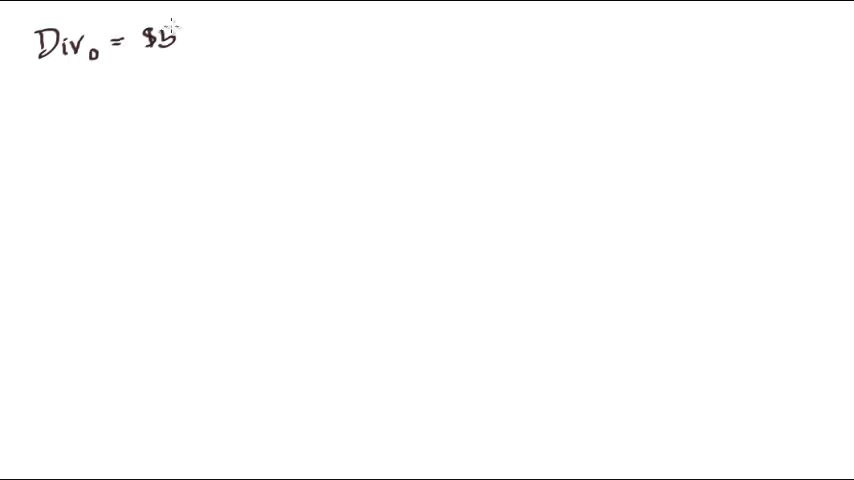 Div₀ = $5